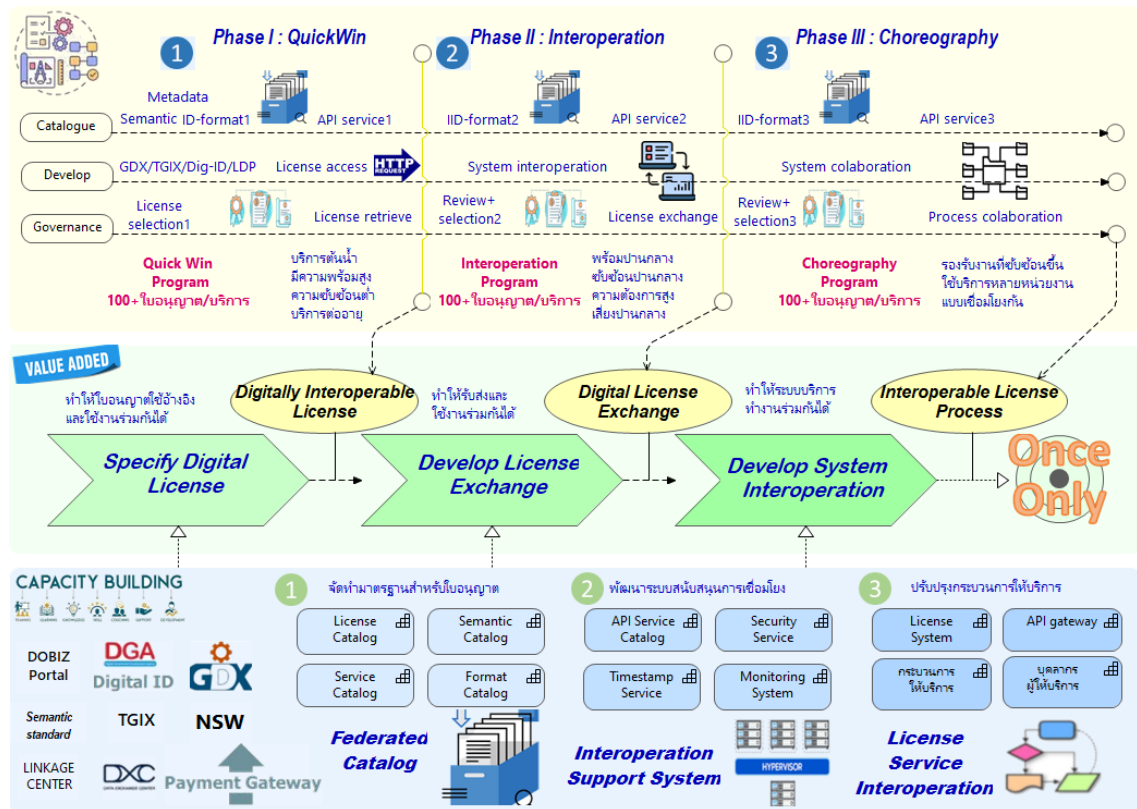 1 Phase I : QuickWin
2 Phase II : Interoperation
3 Phase III : Choreography
Catalogue
Metadata
Semantic ID-format1
API service1
IID-format2
API service2
IID-format3
API service3
Develop
GDX/TGIX/Dig-ID/LDP
License access
HTTP
REQUEST
System interoperation
System colaboration
Governance
License
selection1
License retrieve
Review+
selection2
License exchange
Review+
selection3
Process colaboration
Quick Win
Program
100+ใบอนุญาต/บริการ
บริการต้นน้ำ
มีความพร้อมสูง
ความซับซ้อนต่ำ
บริการต่ออายุ
Interoperation
Program
100+ใบอนุญาต/บริการ
พร้อมปานกลาง
ซับซ้อนปานกลาง
ความต้องการสูง
เสี่ยงปานกลาง
Choreography
Program
100+ใบอนุญาต/บริการ
รองรับงานที่ซับซ้อนขึ้น
ใช้บริการหลายหน่วยงาน
แบบเชื่อมโยงกัน
VALUE ADDED
ทำให้ใบอนุญาตใช้อ้างอิง
และใช้งานร่วมกันได้
Digitally Interoperable
License
ทำให้รับส่งและ
ใช้งานร่วมกันได้
Digital License
Exchange
ทำให้ระบบบริการ
ทำงานร่วมกันได้
Interoperable License
Process
Specify Digital
License
Develop License
Exchange
Develop System
Interoperation
Once
Only
CAPACITY BUILDING
DOBIZ
Portal
DGA
Digital ID
GDX
Semantic
standard
TGIX
NSW
LINKAGE
CENTER
DXC
DATA EXCHANGE CENTER
Payment Gateway
1 จัดทำมาตรฐานสำหรับใบอนุญาต
License
Catalog
Semantic
Catalog
Service
Catalog
Format
Catalog
Federated
Catalog
2 พัฒนาระบบสนับสนุนการเชื่อมโยง
API Service
Catalog
Security
Service
Timestamp
Service
Monitoring
System
Interoperation
Support System
HYPERVISOR
3 ปรับปรุงกระบวนการให้บริการ
License
System
API gateway
กระบวนการ
ให้บริการ
บุคลากร
ผู้ให้บริการ
License
Service
Interoperation